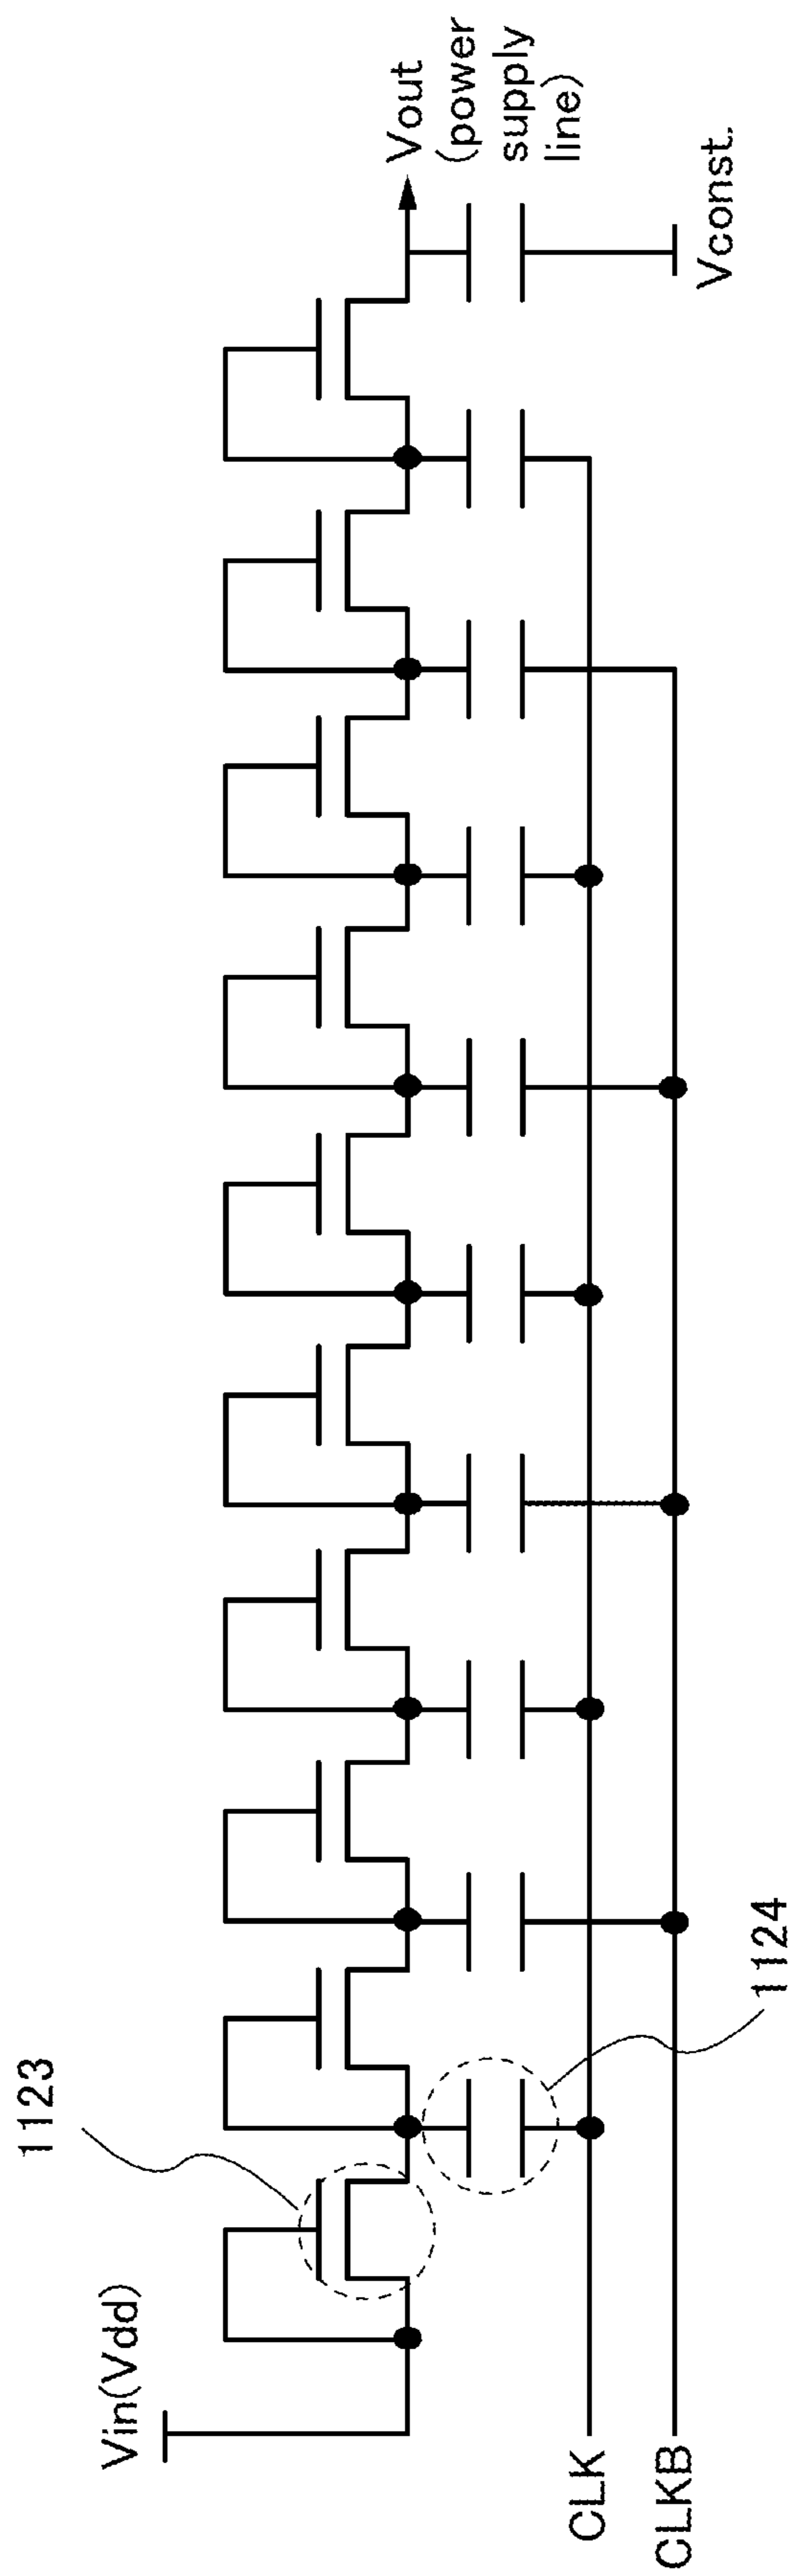 Vin(Vdd)
1123
1124
CLK
CLKB
Vout
(power
supply
line)
Vconst.